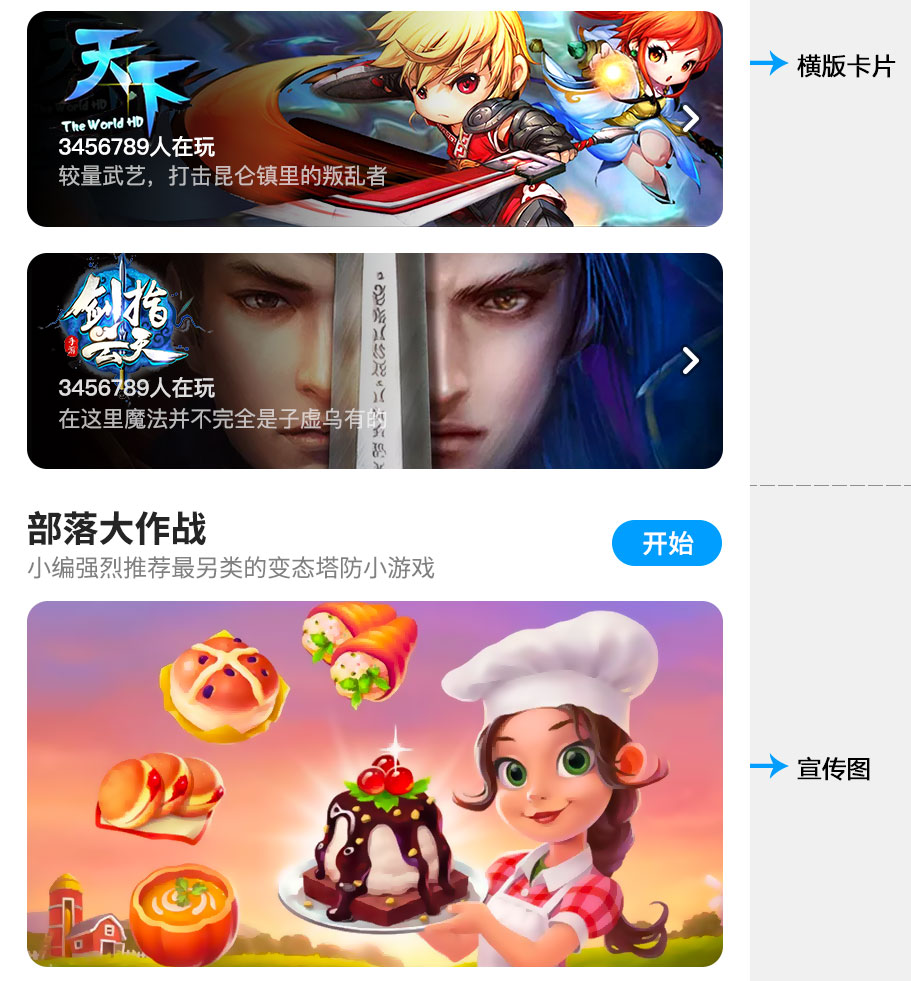 天下
The World HD
3456789人在玩
较量武艺，打击昆仑镇里的叛乱者
横版卡片
剑指
云天
手游
3456789人在玩
在这里魔法并不完全是子虚乌有的
部落大作战
开始
小编强烈推荐最另类的变态塔防小游戏
宣传图